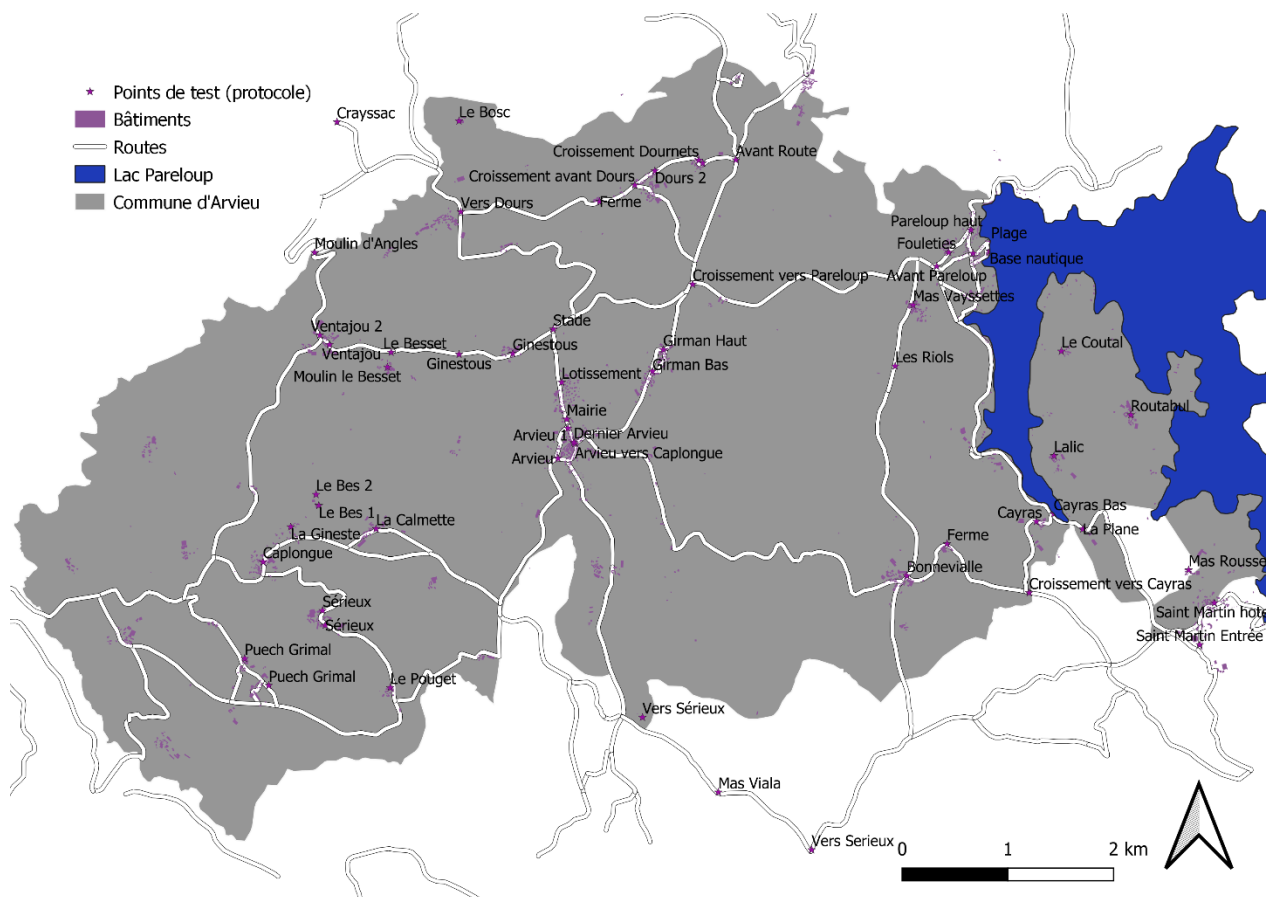 Points de test (protocole)
Bâtiments
Routes
Lac Pareloup
Commune d'Arvieu
Crayssac
Le Bosc
Croissement Dournets
Avant Route
Croissement avant Dours
Dours 2
Vers Dours
Ferme
Pareloup haut
Plage
Moulin d'Angles
Fouleties
Base nautique
Avant Pareloup
Croissement vers Pareloup
Mas Vayssettes
Ventajou 2
Stade
Ventajou
Le Besset
Ginestous
Ginestous
Girman Haut
Le Coutal
Moulin le Besset
Girman Bas
Les Riols
Lotissement
Routabul
Mairie
Arvieu 1
Dernier Arvieu
Arvieu
Arvieu vers Caplongue
Lalic
Le Bes 2
Le Bes 1
La Calmette
Cayras Bas
Cayras
La Gineste
La Plane
Caplongue
Ferme
Bonnevialle
Mas Rousse
Croissement vers Cayras
Sérieux
Saint Martin hote
Sérieux
Saint Martin Entrée
Puech Grimal
Puech Grimal
Le Pouget
Vers Sérieux
Mas Viala
Vers Serieux
0
1
2 km